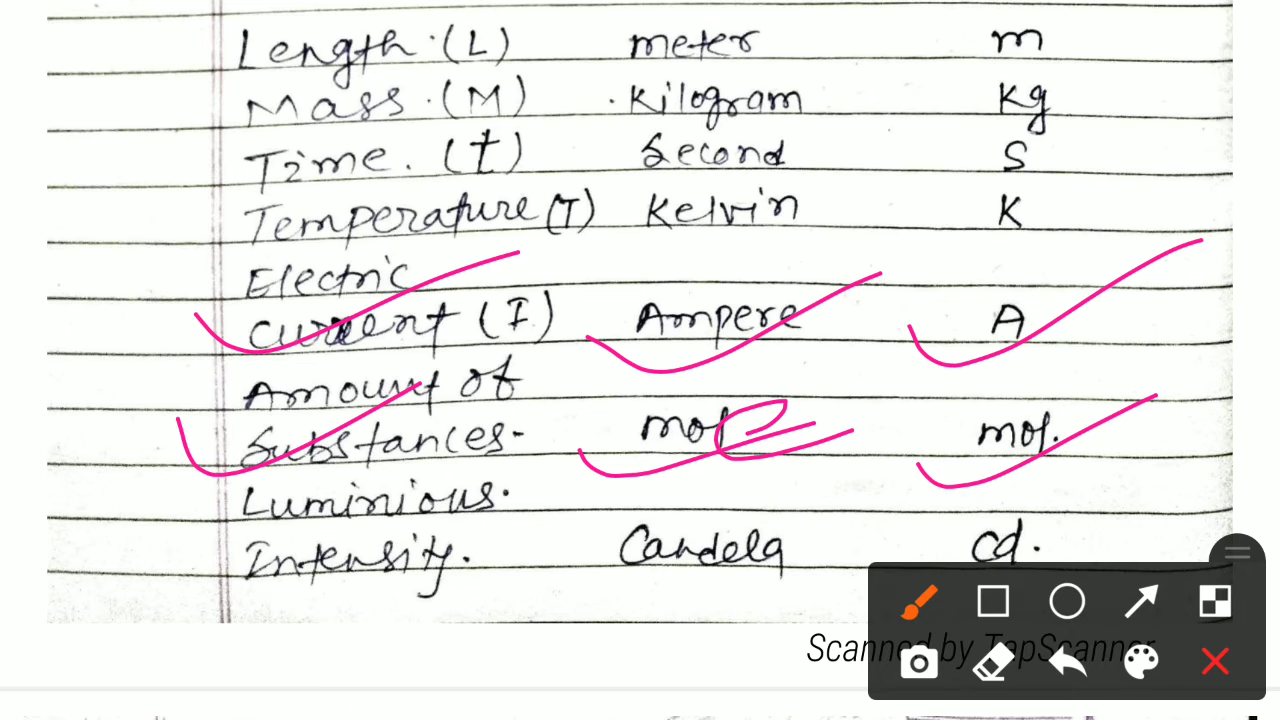 Length. (L) meter m
Mass. (M) . Kilogram Kg
Time. (t) Second S
Temperature (T) Kelvin K
Electric
Current (I) Ampere A
Amount of
Substances. mol mol.
Luminious.
Intensity. Candela cd.
Scanned by TapScanner